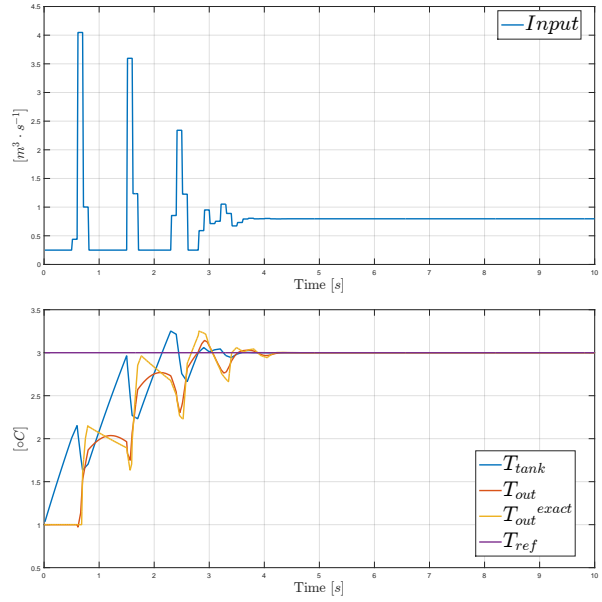 Input
[m³ · s⁻¹]
4.5
4
3.5
3
2.5
2
1.5
1
0.5
0
0 1 2 3 4 5 6 7 8 9 10
Time [s]
[∘C]
3.5
3
2.5
2
1.5
1
0.5
0
T_tank
T_out
T_out^exact
T_ref
0 1 2 3 4 5 6 7 8 9 10
Time [s]